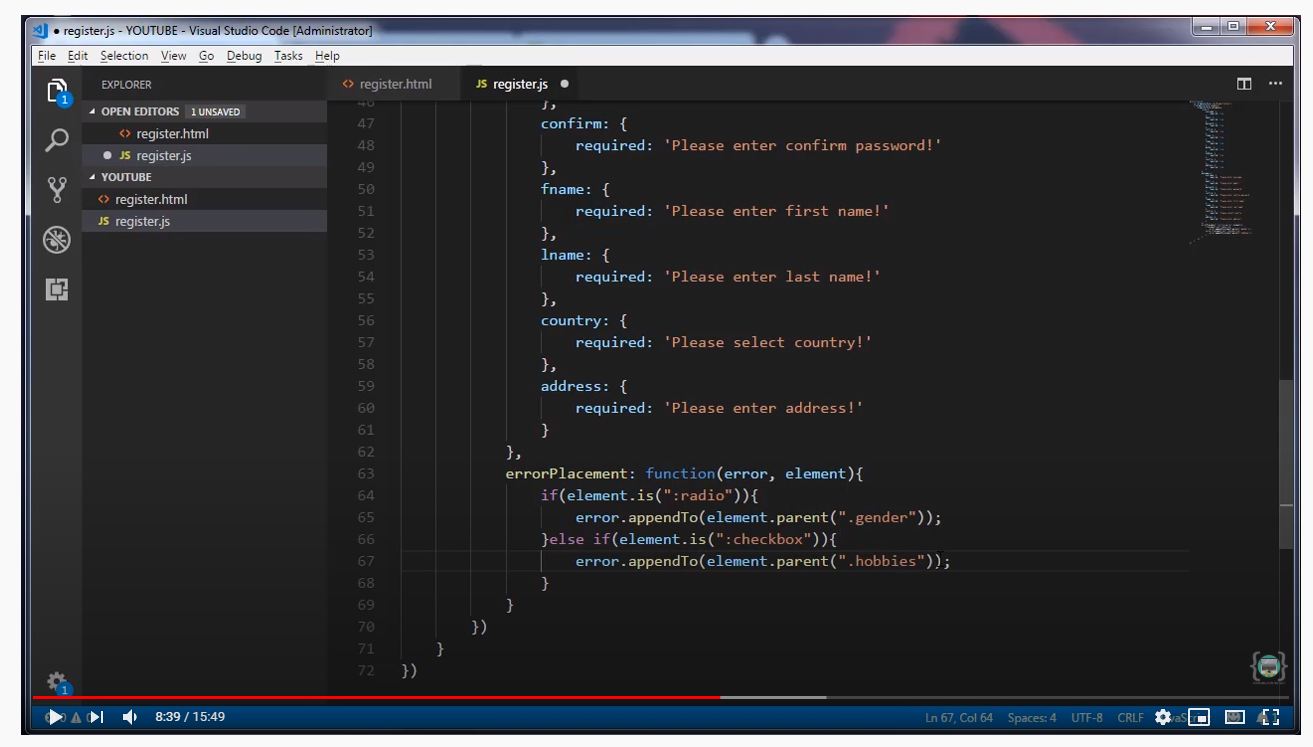 ● register.js - YOUTUBE - Visual Studio Code [Administrator]
File Edit Selection View Go Debug Tasks Help
EXPLORER
OPEN EDITORS 1 UNSAVED
<> register.html
● JS register.js
YOUTUBE
<> register.html
JS register.js
1
1
<> register.html JS register.js ●
46 },
47 confirm: {
48 required: 'Please enter confirm password!'
49 },
50 fname: {
51 required: 'Please enter first name!'
52 },
53 lname: {
54 required: 'Please enter last name!'
55 },
56 country: {
57 required: 'Please select country!'
58 },
59 address: {
60 required: 'Please enter address!'
61 }
62 },
63 errorPlacement: function(error, element){
64 if(element.is(":radio")){
65 error.appendTo(element.parent(".gender"));
66 }else if(element.is(":checkbox")){
67 error.appendTo(element.parent(".hobbies"));
68 }
69 }
70 })
71 }
72 })
8:39 / 15:49
Ln 67, Col 64 Spaces: 4 UTF-8 CRLF